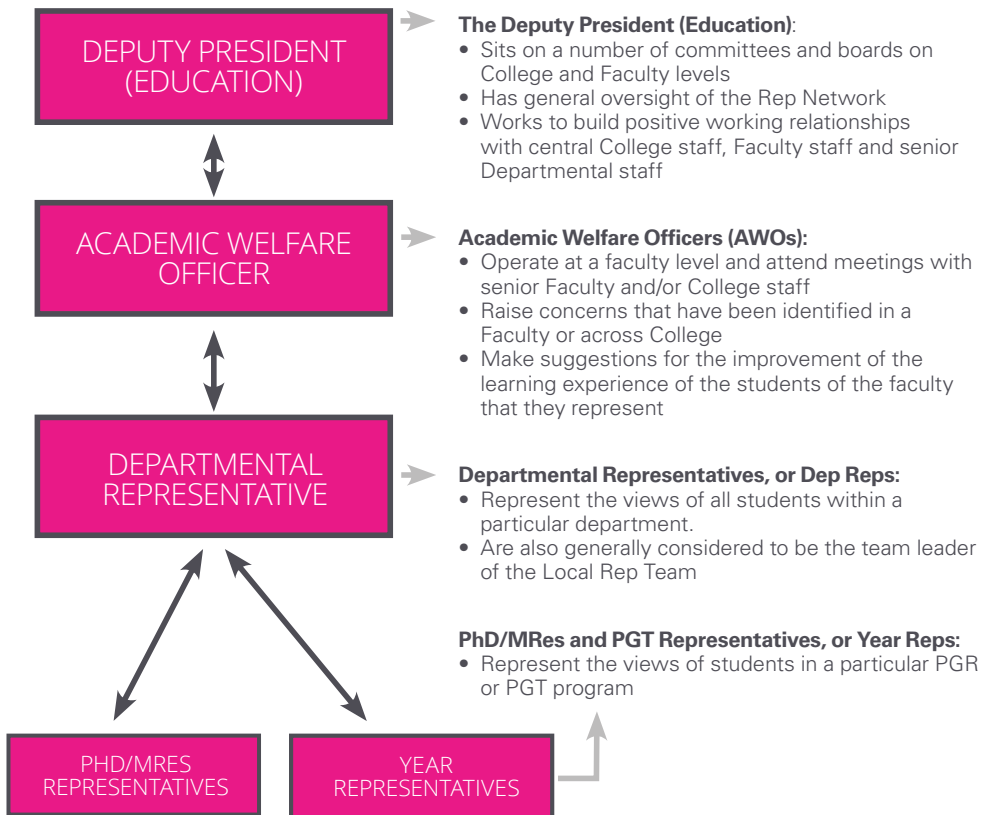 DEPUTY PRESIDENT
(EDUCATION)
The Deputy President (Education):
• Sits on a number of committees and boards on
College and Faculty levels
• Has general oversight of the Rep Network
• Works to build positive working relationships
with central College staff, Faculty staff and senior
Departmental staff
ACADEMIC WELFARE
OFFICER
Academic Welfare Officers (AWOs):
• Operate at a faculty level and attend meetings with
senior Faculty and/or College staff
• Raise concerns that have been identified in a
Faculty or across College
• Make suggestions for the improvement of the
learning experience of the students of the faculty
that they represent
DEPARTMENTAL
REPRESENTATIVE
Departmental Representatives, or Dep Reps:
• Represent the views of all students within a
particular department.
• Are also generally considered to be the team leader
of the Local Rep Team
PhD/MRes and PGT Representatives, or Year Reps:
• Represent the views of students in a particular PGR
or PGT program
PHD/MRES
REPRESENTATIVES
YEAR
REPRESENTATIVES